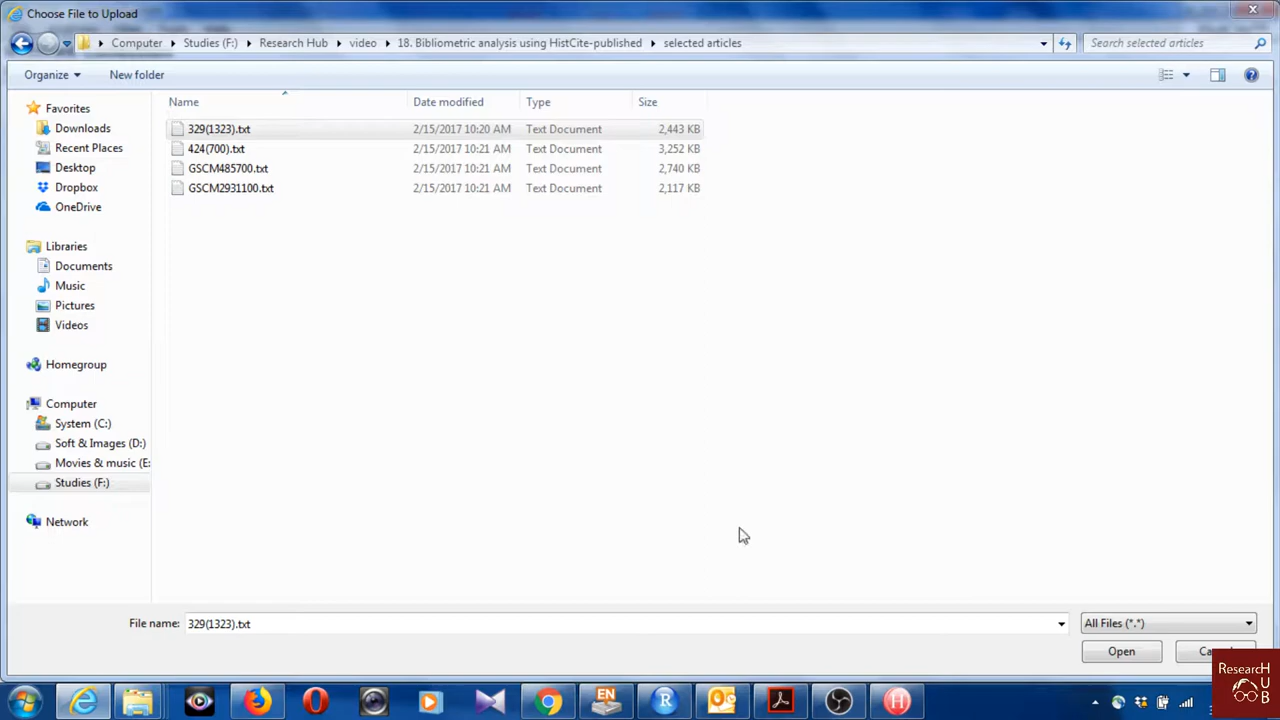 Choose File to Upload
Computer Studies (F:) Research Hub video 18. Bibliometric analysis using HistCite-published selected articles
Search selected articles
Organize New folder
Favorites
Downloads
Recent Places
Desktop
Dropbox
OneDrive
Libraries
Documents
Music
Pictures
Videos
Homegroup
Computer
System (C:)
Soft & Images (D:)
Movies & music (E:
Studies (F:)
Network
Name Date modified Type Size
329(1323).txt 2/15/2017 10:20 AM Text Document 2,443 KB
424(700).txt 2/15/2017 10:21 AM Text Document 3,252 KB
GSCM485700.txt 2/15/2017 10:21 AM Text Document 2,740 KB
GSCM2931100.txt 2/15/2017 10:21 AM Text Document 2,117 KB
File name: 329(1323).txt All Files (*.*)
Open
EN
R
H
ResearcH
UB